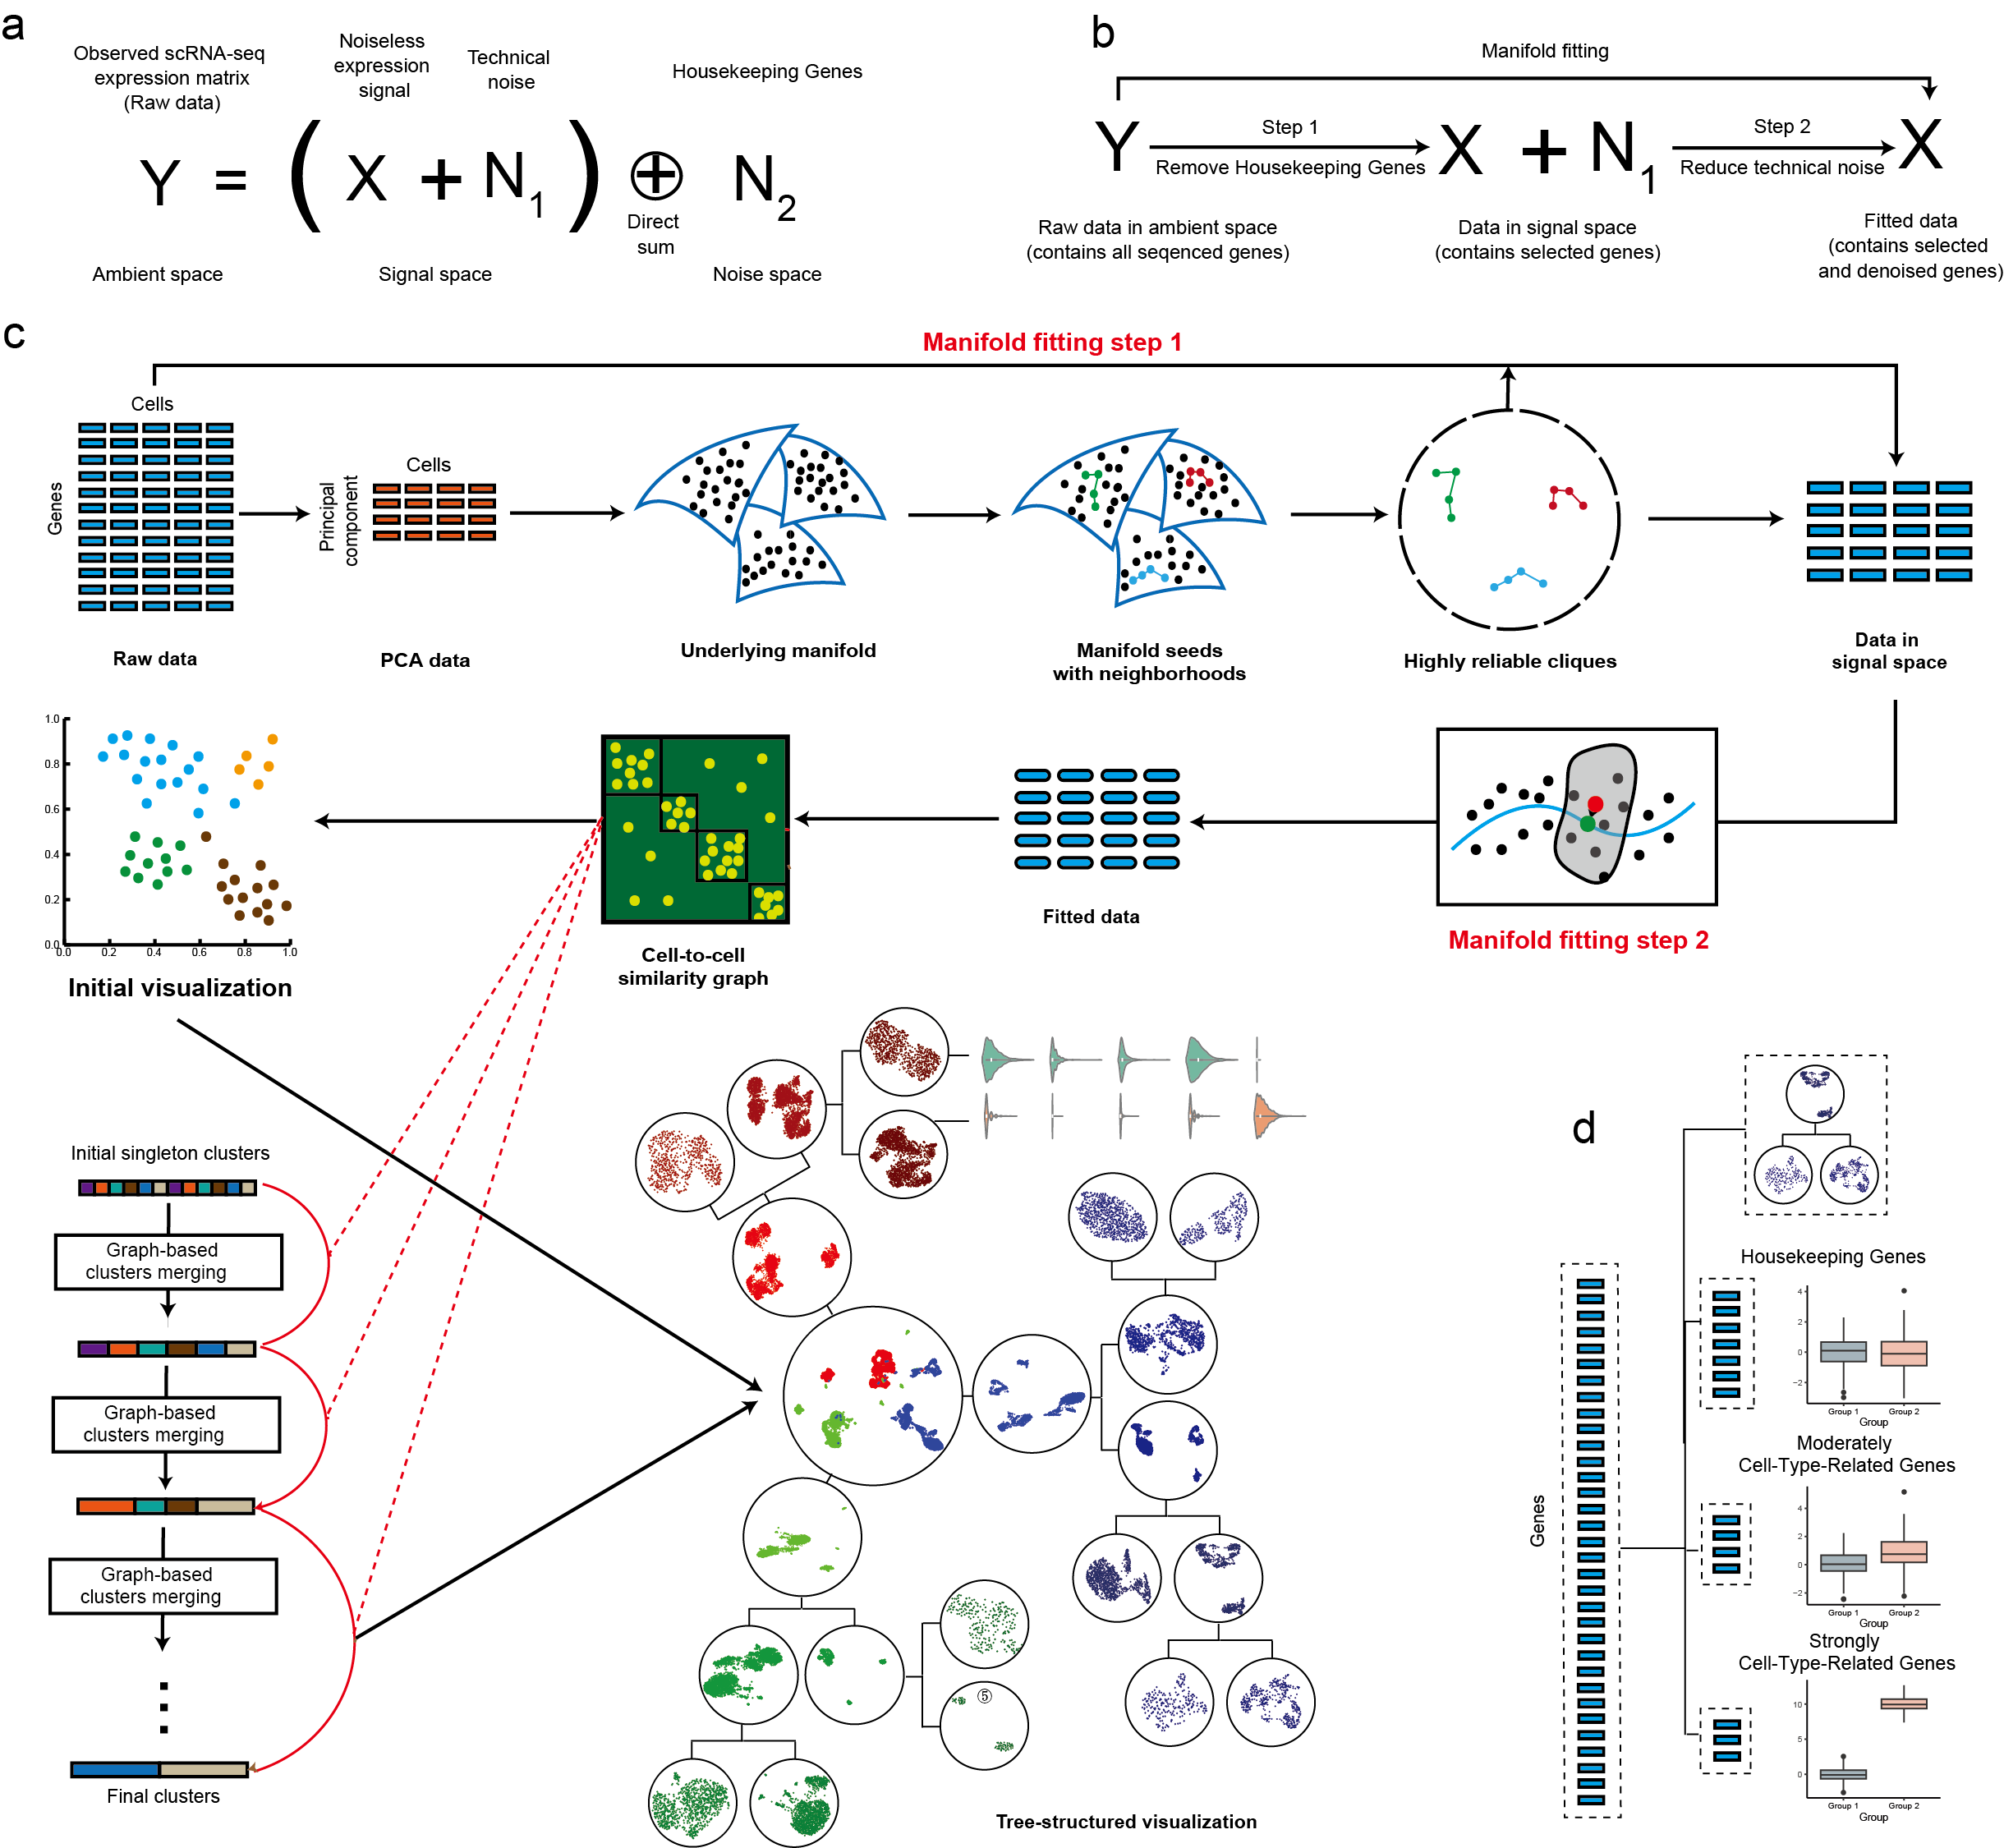 a
Observed scRNA-seq
expression matrix
(Raw data)
Noiseless
expression
signal
Technical
noise
Housekeeping Genes
Y = ( X + N1 ) ⊕ N2
Direct
sum
Ambient space
Signal space
Noise space
b
Manifold fitting
Y
Step 1
Remove Housekeeping Genes
X + N1
Step 2
Reduce technical noise
X
Raw data in ambient space
(contains all seqenced genes)
Data in signal space
(contains selected genes)
Fitted data
(contains selected
and denoised genes)
c
Manifold fitting step 1
Cells
Genes
Raw data
Cells
Principal
component
PCA data
Underlying manifold
Manifold seeds
with neighborhoods
Highly reliable cliques
Data in
signal space
1.0
0.8
0.6
0.4
0.2
0.0
0.0 0.2 0.4 0.6 0.8 1.0
Initial visualization
Cell-to-cell
similarity graph
Fitted data
Manifold fitting step 2
Initial singleton clusters
Graph-based
clusters merging
Graph-based
clusters merging
Graph-based
clusters merging
Final clusters
⑤
Tree-structured visualization
d
Genes
Housekeeping Genes
4
2
0
−2
Group 1 Group 2
Group
Moderately
Cell-Type-Related Genes
4
2
0
−2
Group 1 Group 2
Group
Strongly
Cell-Type-Related Genes
10
5
0
Group 1 Group 2
Group